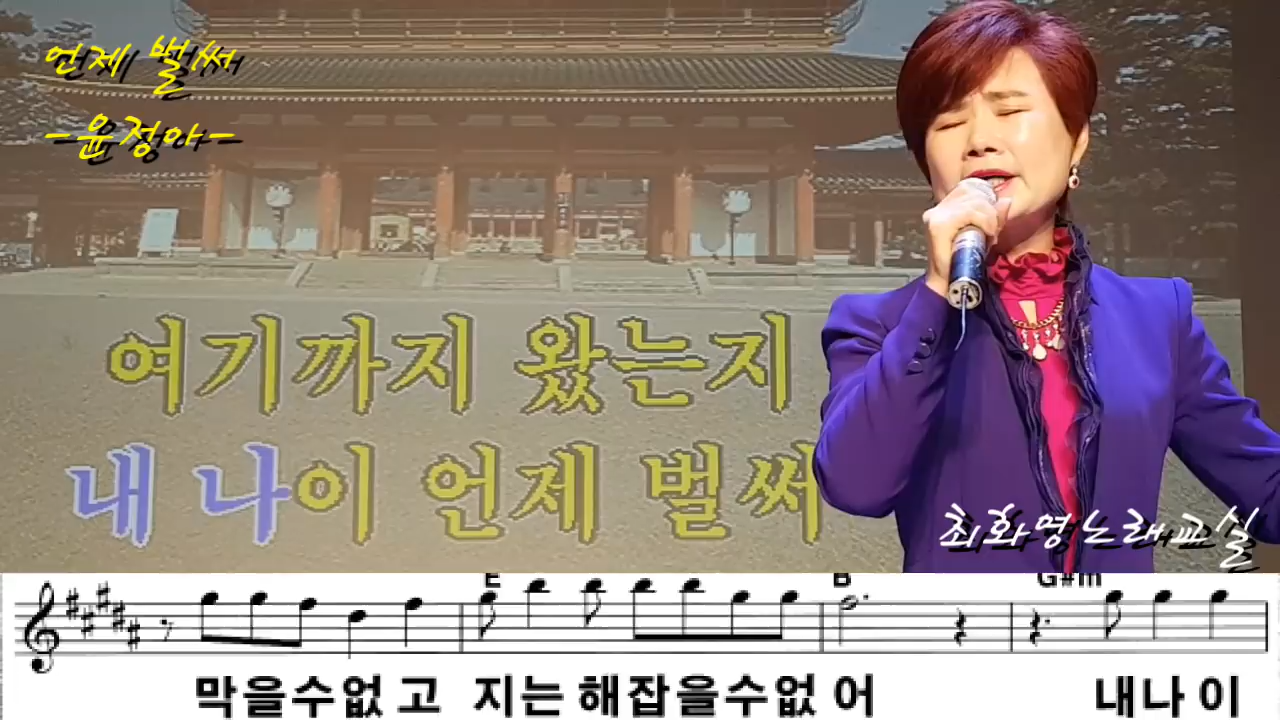 언제 벌써
-윤정아-
여기까지 왔는지
내 나이 언제 벌써
최화영노래교실
E B G#m
막을수없고 지는해잡을수없어 내나이